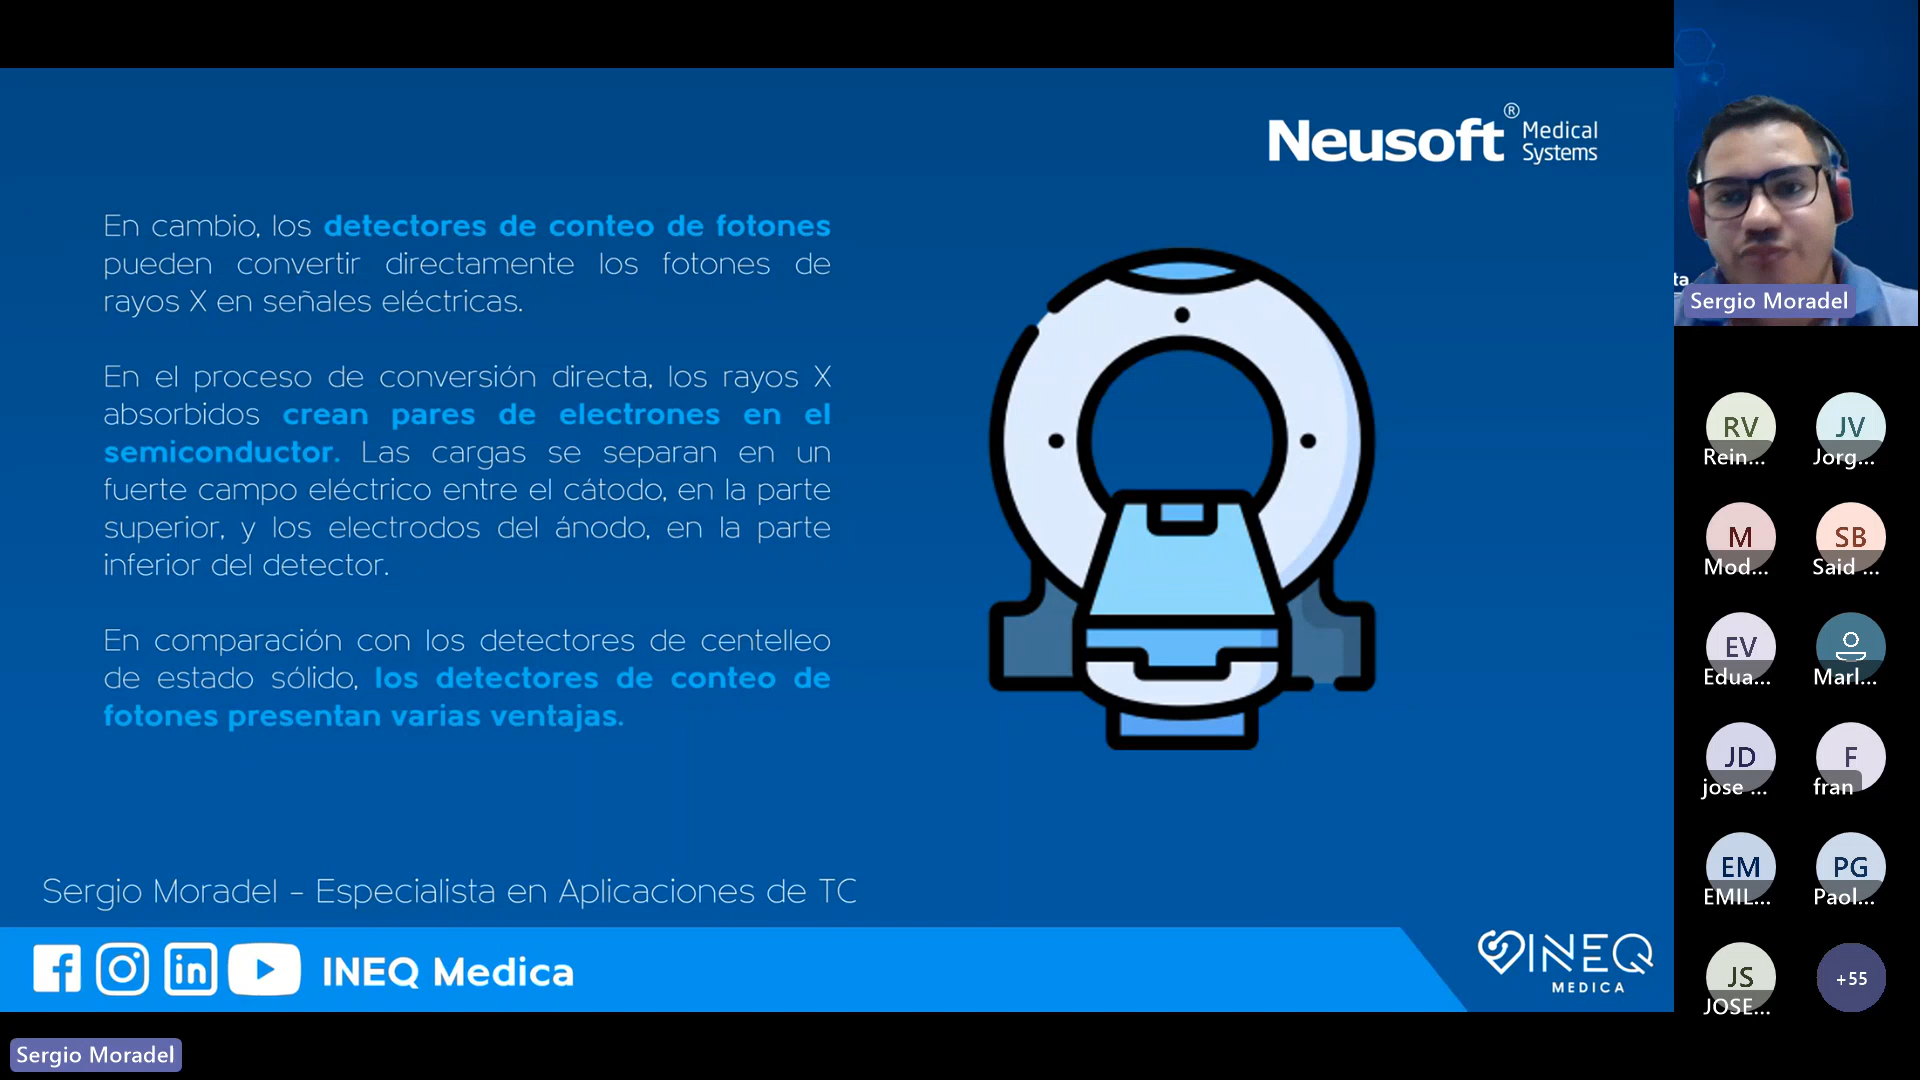 Neusoft® Medical
Systems
En cambio, los detectores de conteo de fotones
pueden convertir directamente los fotones de
rayos X en señales eléctricas.
En el proceso de conversión directa, los rayos X
absorbidos crean pares de electrones en el
semiconductor. Las cargas se separan en un
fuerte campo eléctrico entre el cátodo, en la parte
superior, y los electrodos del ánodo, en la parte
inferior del detector.
En comparación con los detectores de centelleo
de estado sólido, los detectores de conteo de
fotones presentan varias ventajas.
Sergio Moradel - Especialista en Aplicaciones de TC
in
INEQ Medica
INEQ
MEDICA
Sergio Moradel
ta
Sergio Moradel
RV
Rein...
JV
Jorg...
M
Mod...
SB
Said ...
EV
Edua...
Marl...
JD
jose ...
F
fran
EM
EMIL...
PG
Paol...
JS
JOSE...
+55